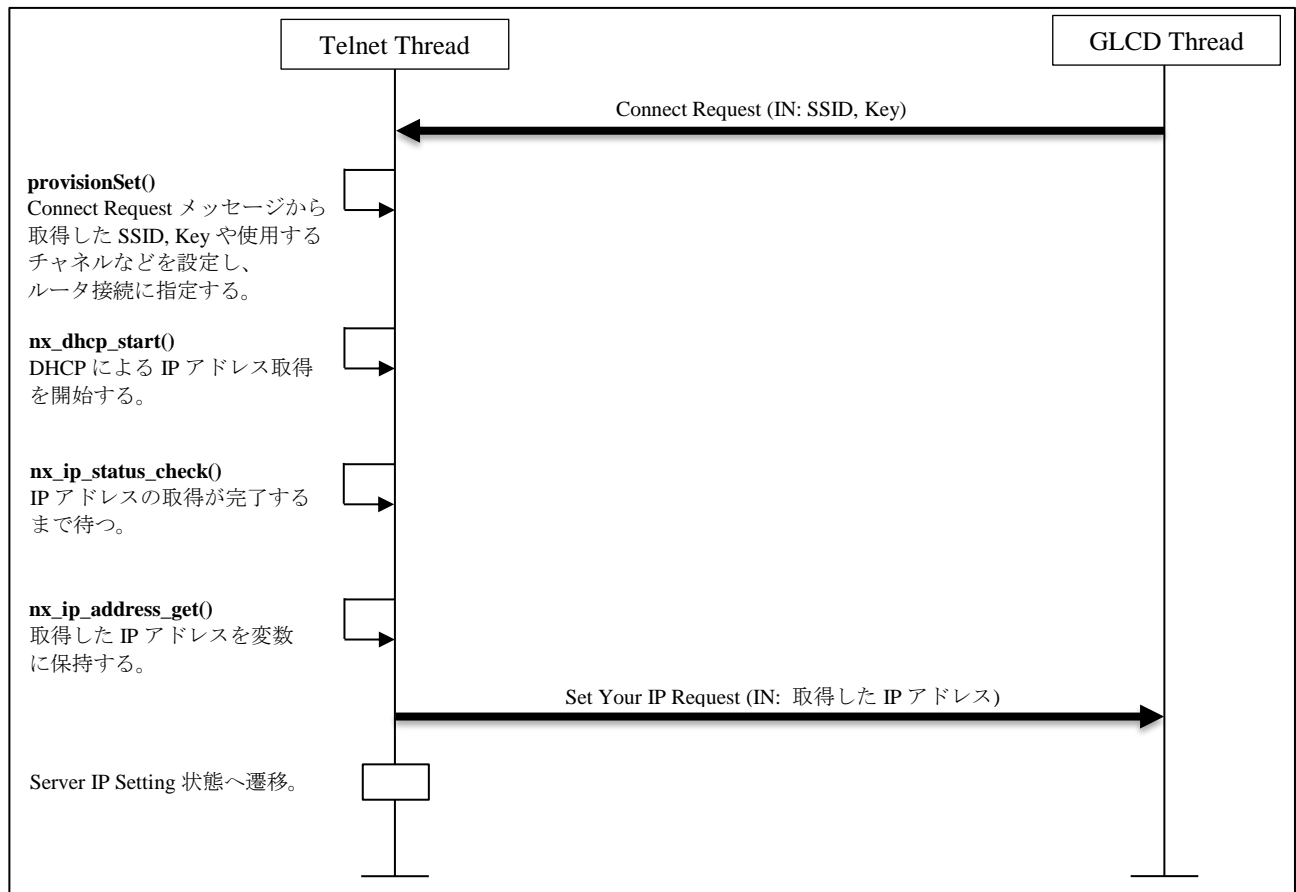 Telnet Thread
GLCD Thread
Connect Request (IN: SSID, Key)
provisionSet()
Connect Request メッセージから
取得した SSID, Key や使用する
チャネルなどを設定し、
ルータ接続に指定する。
nx_dhcp_start()
DHCP による IP アドレス取得
を開始する。
nx_ip_status_check()
IP アドレスの取得が完了する
まで待つ。
nx_ip_address_get()
取得した IP アドレスを変数
に保持する。
Set Your IP Request (IN: 取得した IP アドレス)
Server IP Setting 状態へ遷移。